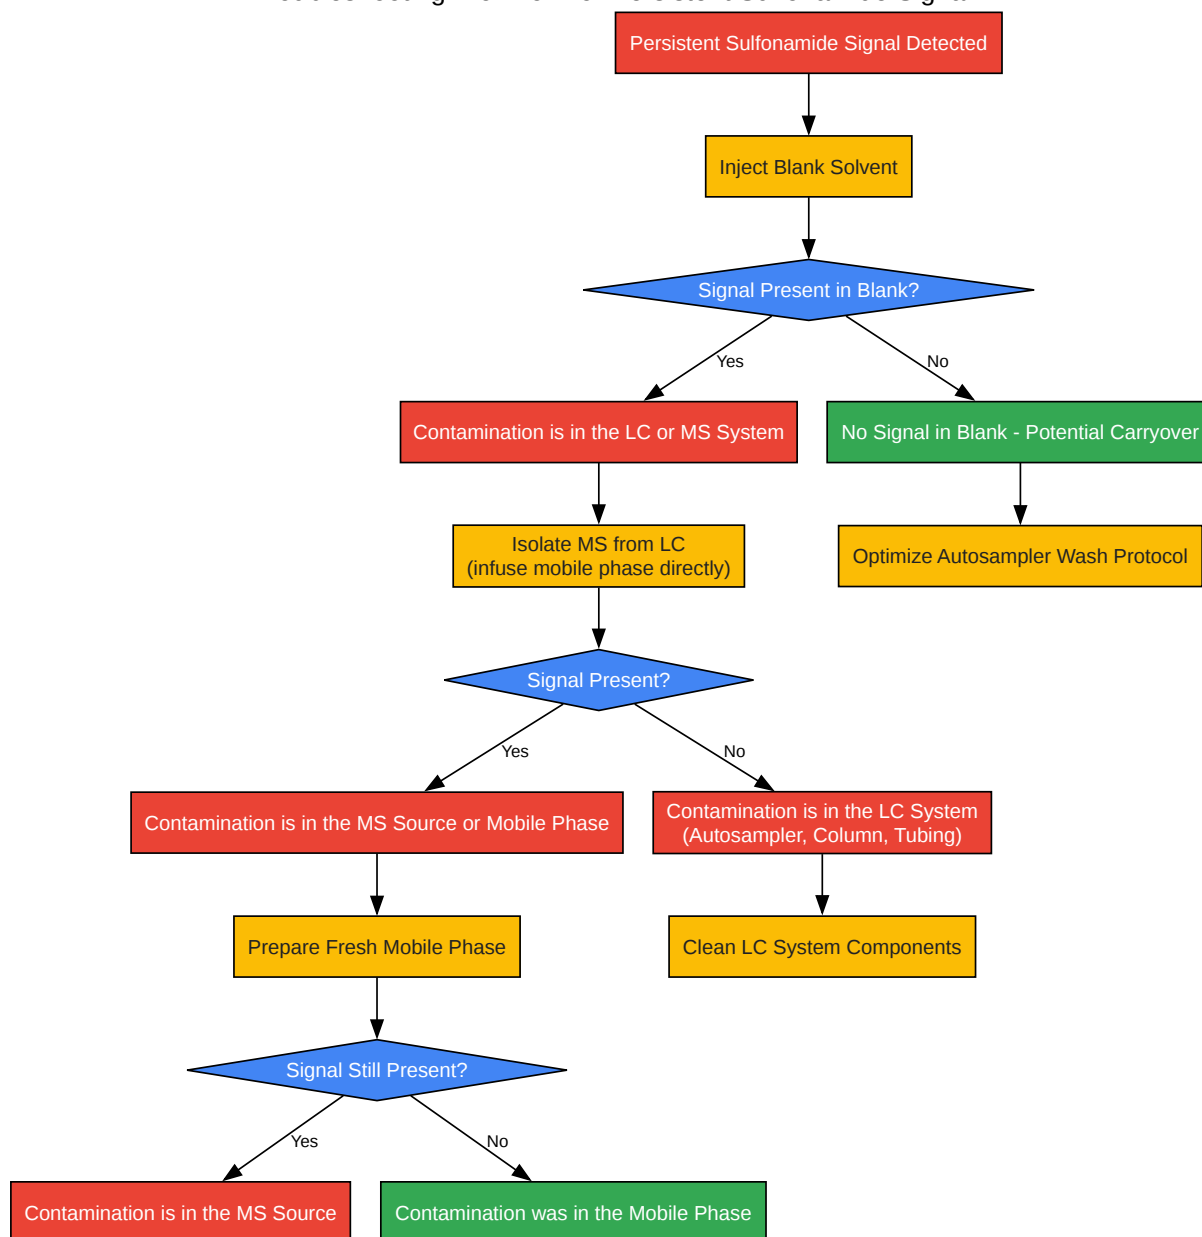 Persistent Sulfonamide Signal Detected
Inject Blank Solvent
Signal Present in Blank?
Yes
No
Contamination is in the LC or MS System
No Signal in Blank - Potential Carryover
Isolate MS from LC
(infuse mobile phase directly)
Optimize Autosampler Wash Protocol
Signal Present?
Yes
No
Contamination is in the MS Source or Mobile Phase
Contamination is in the LC System
(Autosampler, Column, Tubing)
Prepare Fresh Mobile Phase
Clean LC System Components
Signal Still Present?
Yes
No
Contamination is in the MS Source
Contamination was in the Mobile Phase